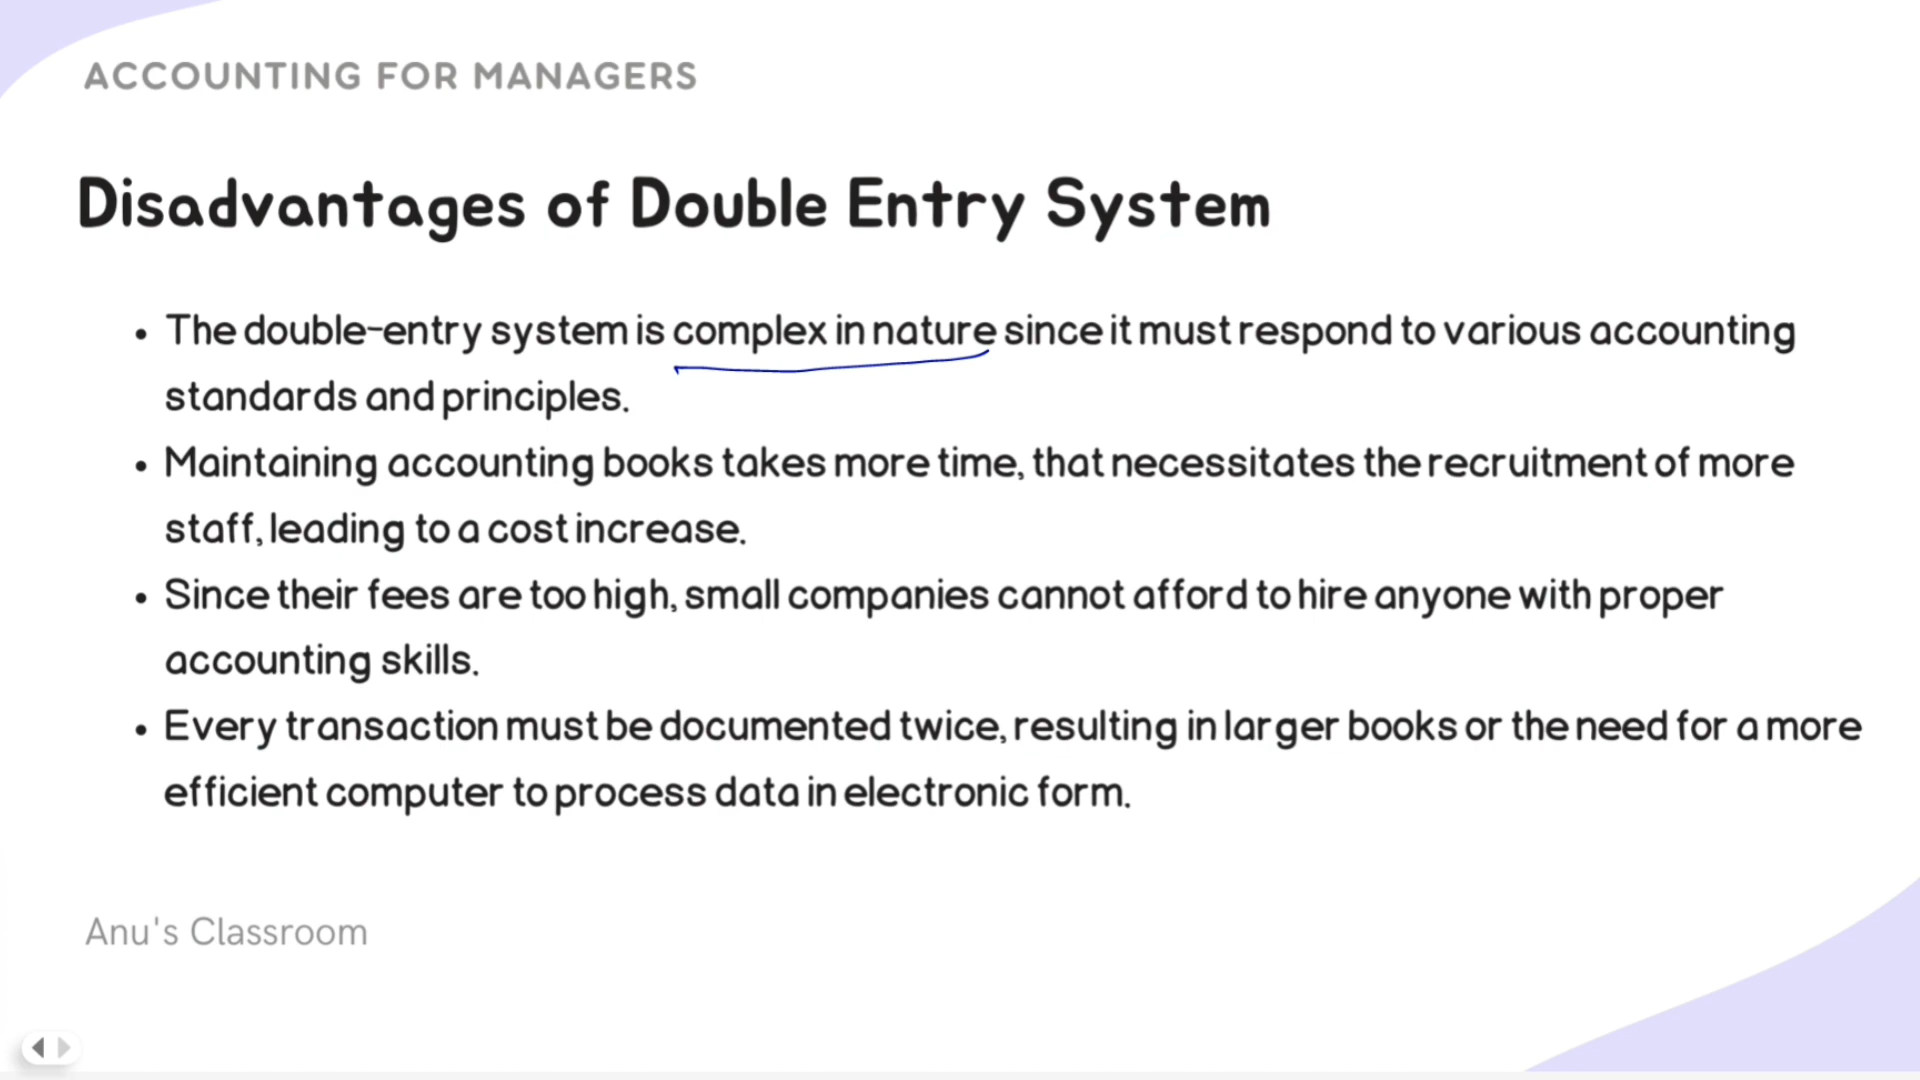 ACCOUNTING FOR MANAGERS
Disadvantages of Double Entry System
• The double-entry system is complex in nature since it must respond to various accounting
standards and principles.
• Maintaining accounting books takes more time, that necessitates the recruitment of more
staff, leading to a cost increase.
• Since their fees are too high, small companies cannot afford to hire anyone with proper
accounting skills.
• Every transaction must be documented twice, resulting in larger books or the need for a more
efficient computer to process data in electronic form.
Anu's Classroom